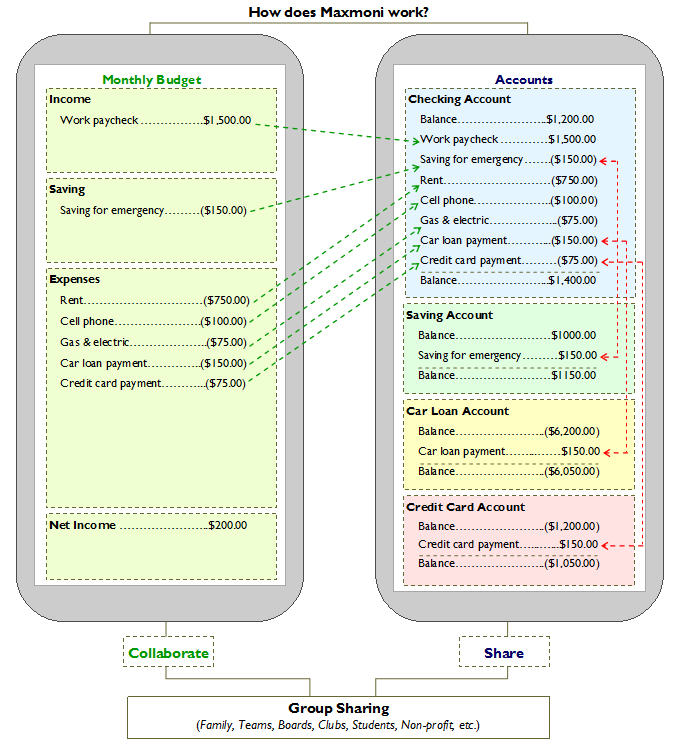 How does Maxmoni work?
Monthly Budget
Income
Work paycheck ...............$1,500.00
Saving
Saving for emergency.........($150.00)
Expenses
Rent.................................($750.00)
Cell phone........................($100.00)
Gas & electric.....................($75.00)
Car loan payment..............($150.00)
Credit card payment...........($75.00)
Net Income .......................$200.00
Accounts
Checking Account
Balance.........................$1,200.00
Work paycheck ............$1,500.00
Saving for emergency.......($150.00)
Rent..............................($750.00)
Cell phone.....................($100.00)
Gas & electric..................($75.00)
Car loan payment...........($150.00)
Credit card payment........($75.00)
Balance.........................$1,400.00
Saving Account
Balance...........................$1000.00
Saving for emergency.........$150.00
Balance...........................$1150.00
Car Loan Account
Balance.........................($6,200.00)
Car loan payment..............$150.00
Balance.........................($6,050.00)
Credit Card Account
Balance.........................($1,200.00)
Credit card payment..........$150.00
Balance.........................($1,050.00)
Collaborate
Share
Group Sharing
(Family, Teams, Boards, Clubs, Students, Non-profit, etc.)